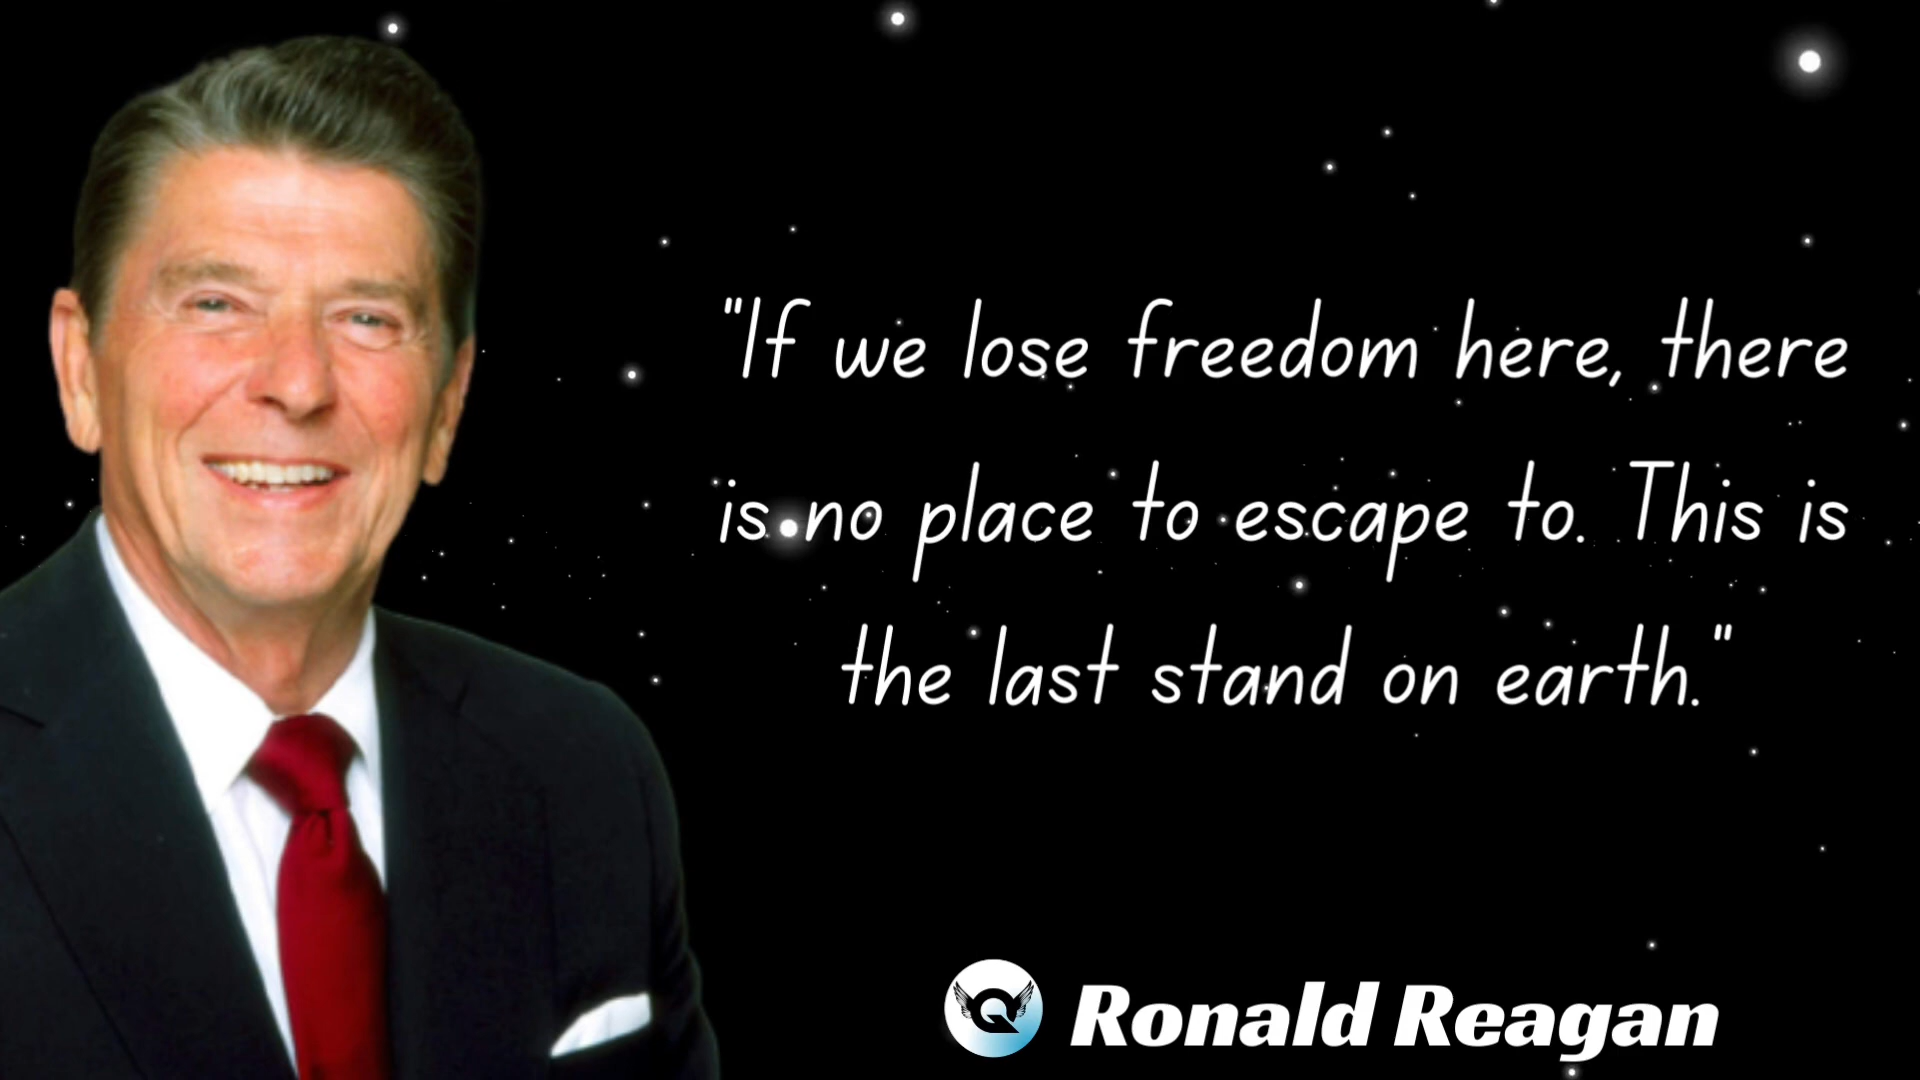 "If we lose freedom here, there
is no place to escape to. This is
the last stand on earth."
Q Ronald Reagan